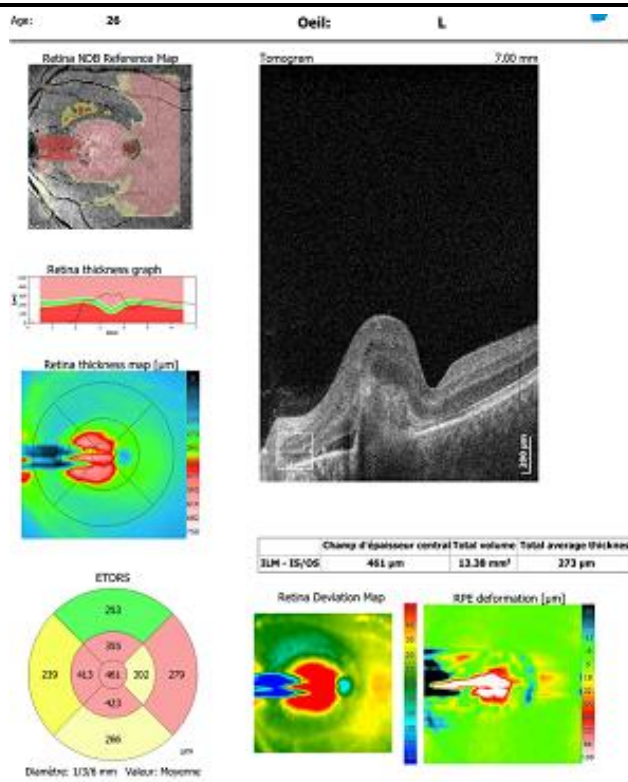 Age: 26 Oeil: L
Retina NDB Reference Map
Tomogram 7.00 mm
Retina thickness graph
Retina thickness map [µm]
200 µm
Champ d'épaisseur central Total volume Total average thickness
ILM - IS/OS 461 µm 13.38 mm³ 273 µm
ETDRS
253
355
239 413 461 302 279
423
266
µm
Diamètre: 1/3/6 mm Valeur: Moyenne
Retina Deviation Map RPE deformation [µm]